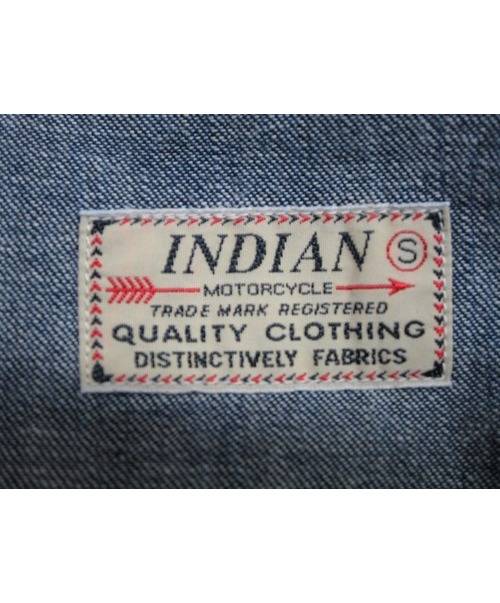 INDIAN S
MOTORCYCLE
TRADE MARK REGISTERED
QUALITY CLOTHING
DISTINCTIVELY FABRICS